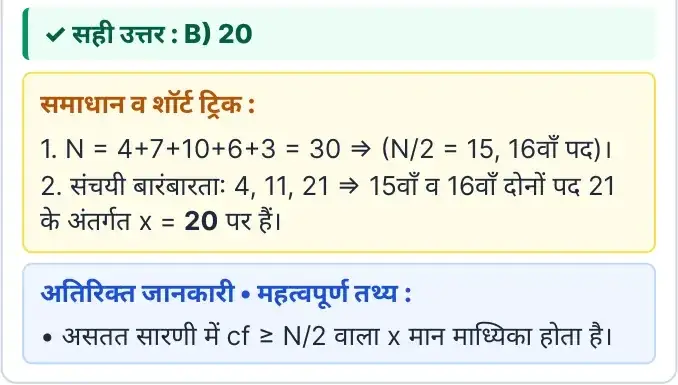 ✓ सही उत्तर : B) 20
समाधान व शॉर्ट ट्रिक :
1. N = 4+7+10+6+3 = 30 ⇒ (N/2 = 15, 16वाँ पद)।
2. संचयी बारंबारताः 4, 11, 21 ⇒ 15वाँ व 16वाँ दोनों पद 21
के अंतर्गत x = 20 पर हैं।
अतिरिक्त जानकारी • महत्वपूर्ण तथ्य :
• असतत सारणी में cf ≥ N/2 वाला x मान माध्यिका होता है।